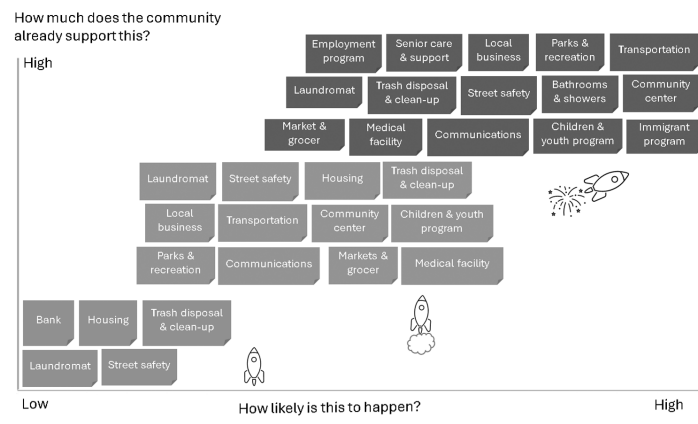 How much does the community
already support this?
High
Employment
program
Senior care
& support
Local
business
Parks &
recreation
Transportation
Laundromat
Trash disposal
& clean-up
Street safety
Bathrooms
& showers
Community
center
Market &
grocer
Medical
facility
Communications
Children &
youth program
Immigrant
program
Laundromat
Street safety
Housing
Trash disposal
& clean-up
Local
business
Transportation
Community
center
Children & youth
program
Parks &
recreation
Communications
Markets &
grocer
Medical facility
Bank
Housing
Trash disposal
& clean-up
Laundromat
Street safety
Low
How likely is this to happen?
High